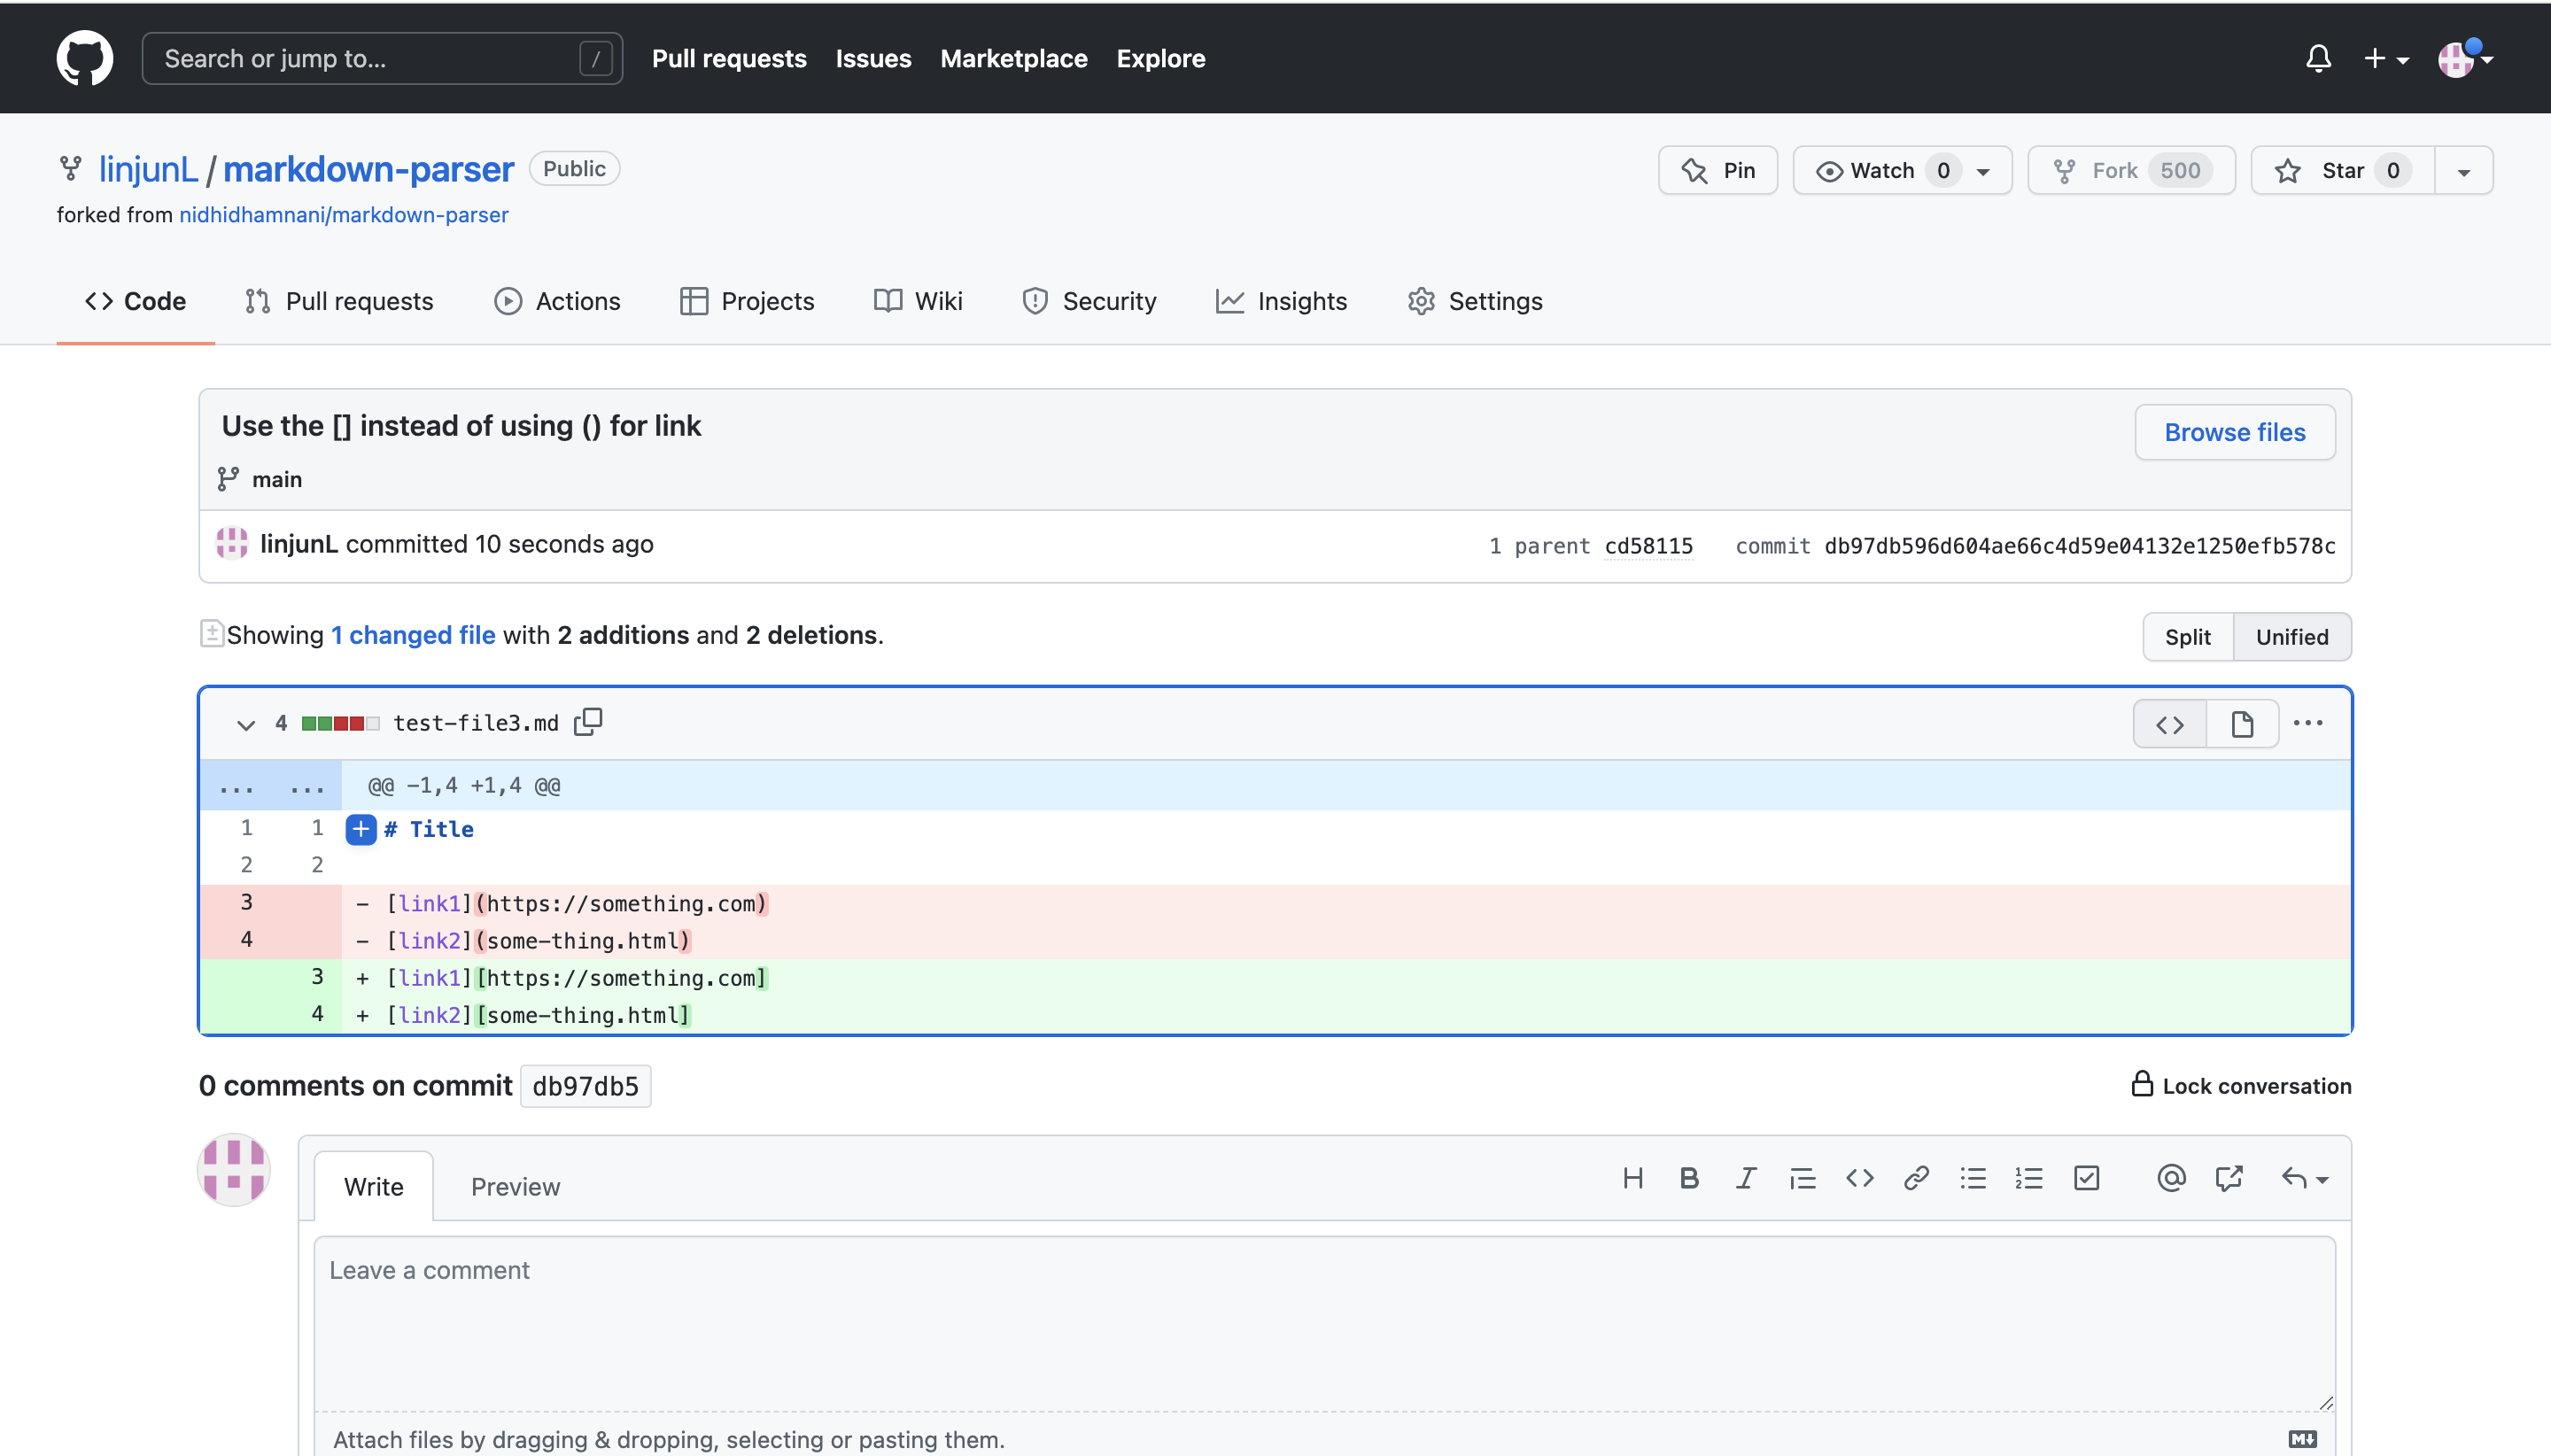 Search or jump to... / Pull requests Issues Marketplace Explore
linjunL / markdown-parser Public Pin Watch 0 Fork 500 Star 0
forked from nidhidhamnani/markdown-parser
Code Pull requests Actions Projects Wiki Security Insights Settings
Use the [] instead of using () for link
Browse files
main
linjunL committed 10 seconds ago 1 parent cd58115 commit db97db596d604ae66c4d59e04132e1250efb578c
Showing 1 changed file with 2 additions and 2 deletions. Split Unified
4 test-file3.md ...
... ... @@ -1,4 +1,4 @@
1 1 # Title
2 2
3 - [link1](https://something.com)
4 - [link2](some-thing.html)
3 + [link1][https://something.com]
4 + [link2][some-thing.html]
0 comments on commit db97db5 Lock conversation
Write Preview
Leave a comment
Attach files by dragging & dropping, selecting or pasting them.